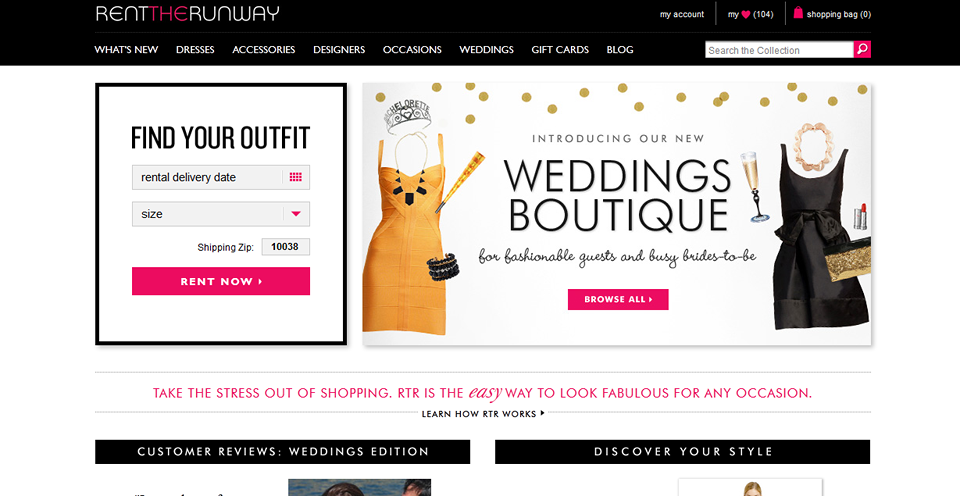 RENTTHERUNWAY
my account
my (104)
shopping bag (0)
WHAT'S NEW
DRESSES
ACCESSORIES
DESIGNERS
OCCASIONS
WEDDINGS
GIFT CARDS
BLOG
Search the Collection
FIND YOUR OUTFIT
rental delivery date
size
Shipping Zip: 10038
RENT NOW
BACHELORETTE
INTRODUCING OUR NEW
WEDDINGS
BOUTIQUE
for fashionable guests and busy brides-to-be
BROWSE ALL
TAKE THE STRESS OUT OF SHOPPING. RTR IS THE easy WAY TO LOOK FABULOUS FOR ANY OCCASION.
LEARN HOW RTR WORKS
CUSTOMER REVIEWS: WEDDINGS EDITION
DISCOVER YOUR STYLE